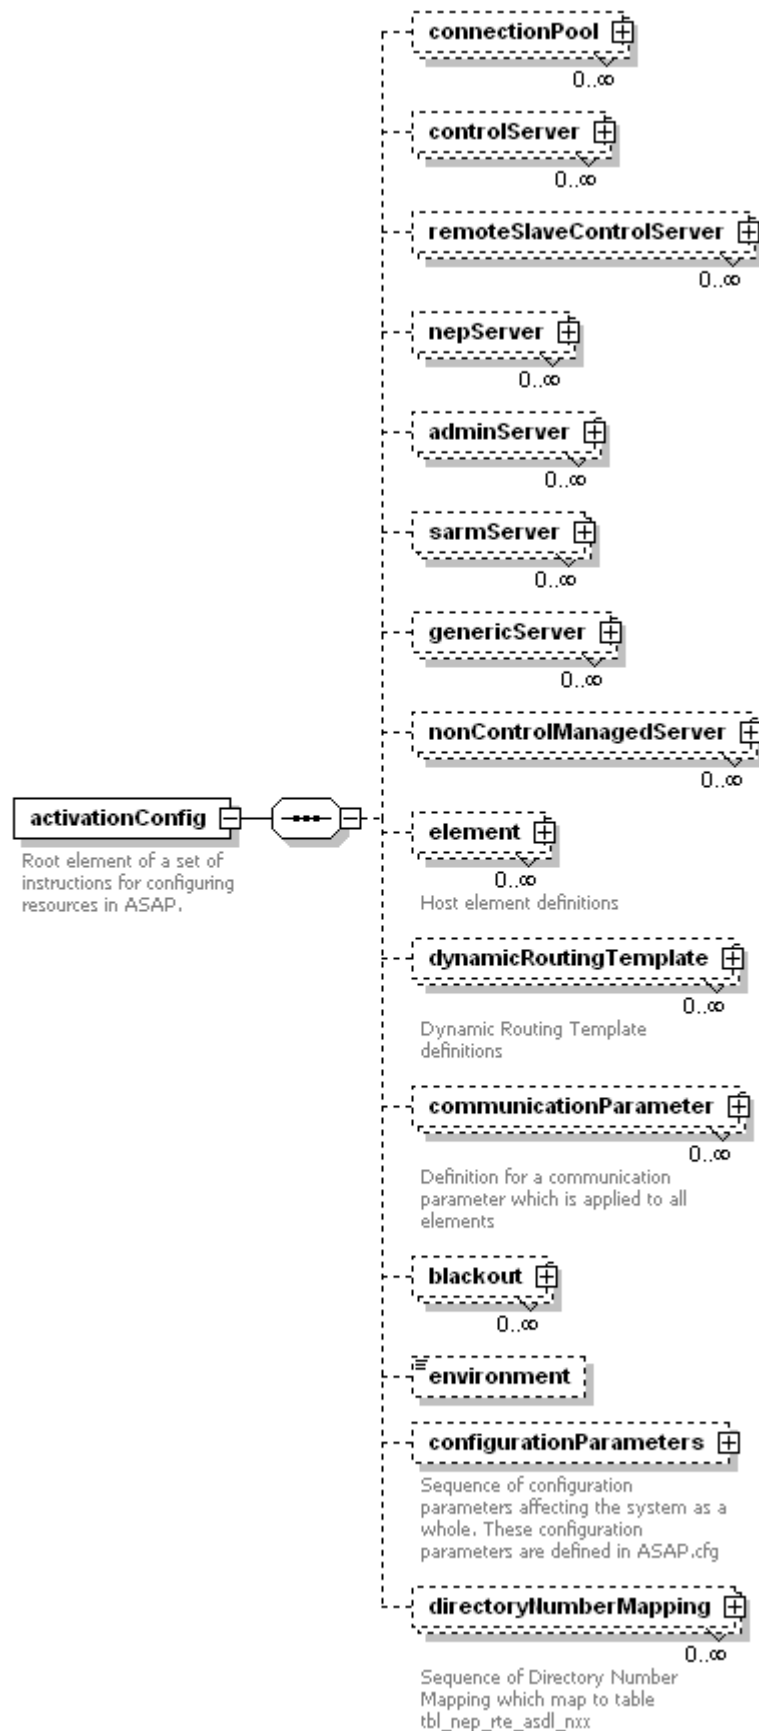 connectionPool
0..∞
controlServer
0..∞
remoteSlaveControlServer
0..∞
nepServer
0..∞
adminServer
0..∞
sarmServer
0..∞
genericServer
0..∞
nonControlManagedServer
0..∞
activationConfig
Root element of a set of
instructions for configuring
resources in ASAP.
element
0..∞
Host element definitions
dynamicRoutingTemplate
0..∞
Dynamic Routing Template
definitions
communicationParameter
0..∞
Definition for a communication
parameter which is applied to all
elements
blackout
0..∞
environment
configurationParameters
Sequence of configuration
parameters affecting the system as a
whole. These configuration
parameters are defined in ASAP.cfg
directoryNumberMapping
0..∞
Sequence of Directory Number
Mapping which map to table
tbl_nep_rte_asdl_nxx